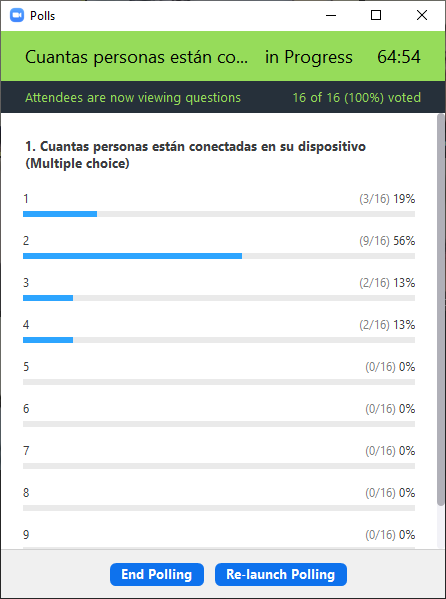 Polls
Cuantas personas están co... in Progress 64:54
Attendees are now viewing questions 16 of 16 (100%) voted
1. Cuantas personas están conectadas en su dispositivo
(Multiple choice)
1 (3/16) 19%
2 (9/16) 56%
3 (2/16) 13%
4 (2/16) 13%
5 (0/16) 0%
6 (0/16) 0%
7 (0/16) 0%
8 (0/16) 0%
9 (0/16) 0%
End Polling Re-launch Polling